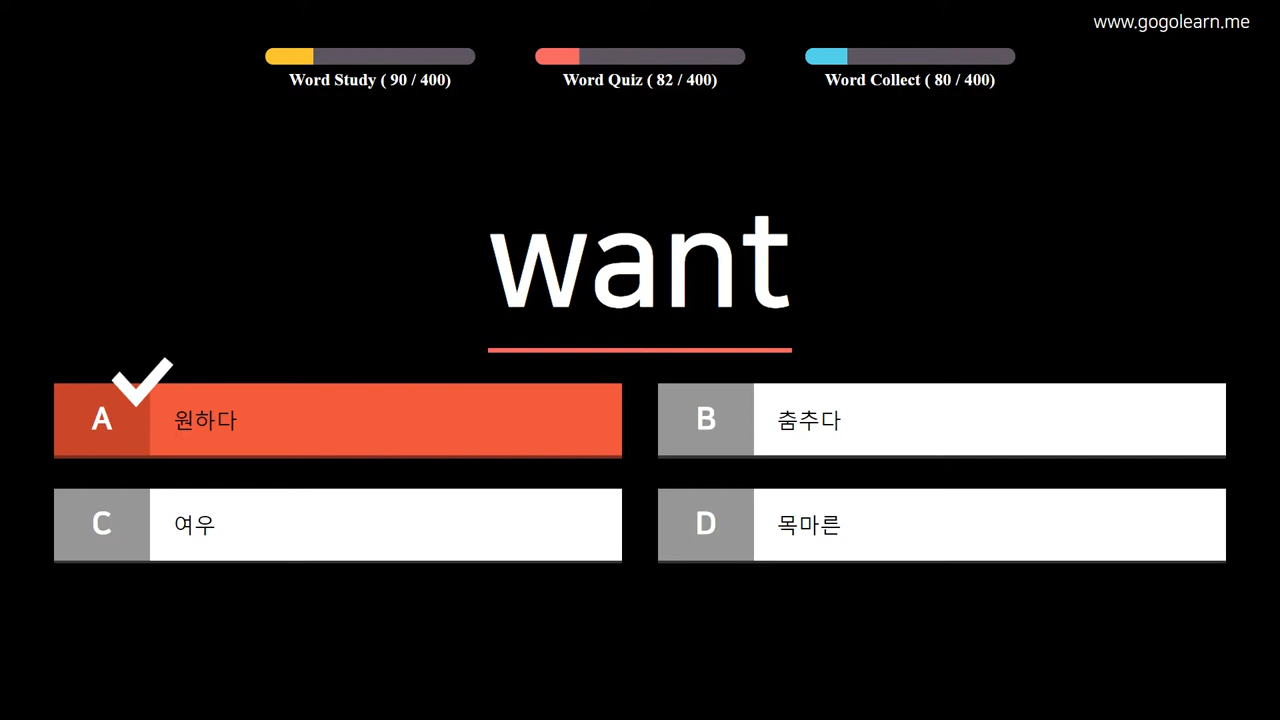 www.gogolearn.me
Word Study ( 90 / 400)
Word Quiz ( 82 / 400)
Word Collect ( 80 / 400)
want
A 원하다
B 춤추다
C 여우
D 목마른